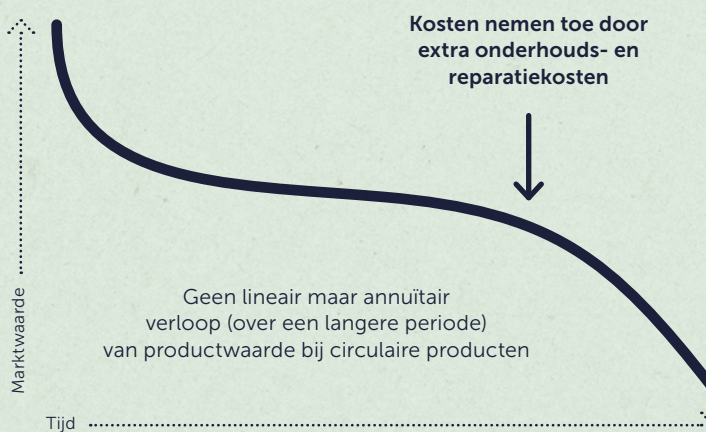 Kosten nemen toe door
extra onderhouds- en
reparatiekosten
Geen lineair maar annuïtair
verloop (over een langere periode)
van productwaarde bij circulaire producten
Marktwaarde
Tijd